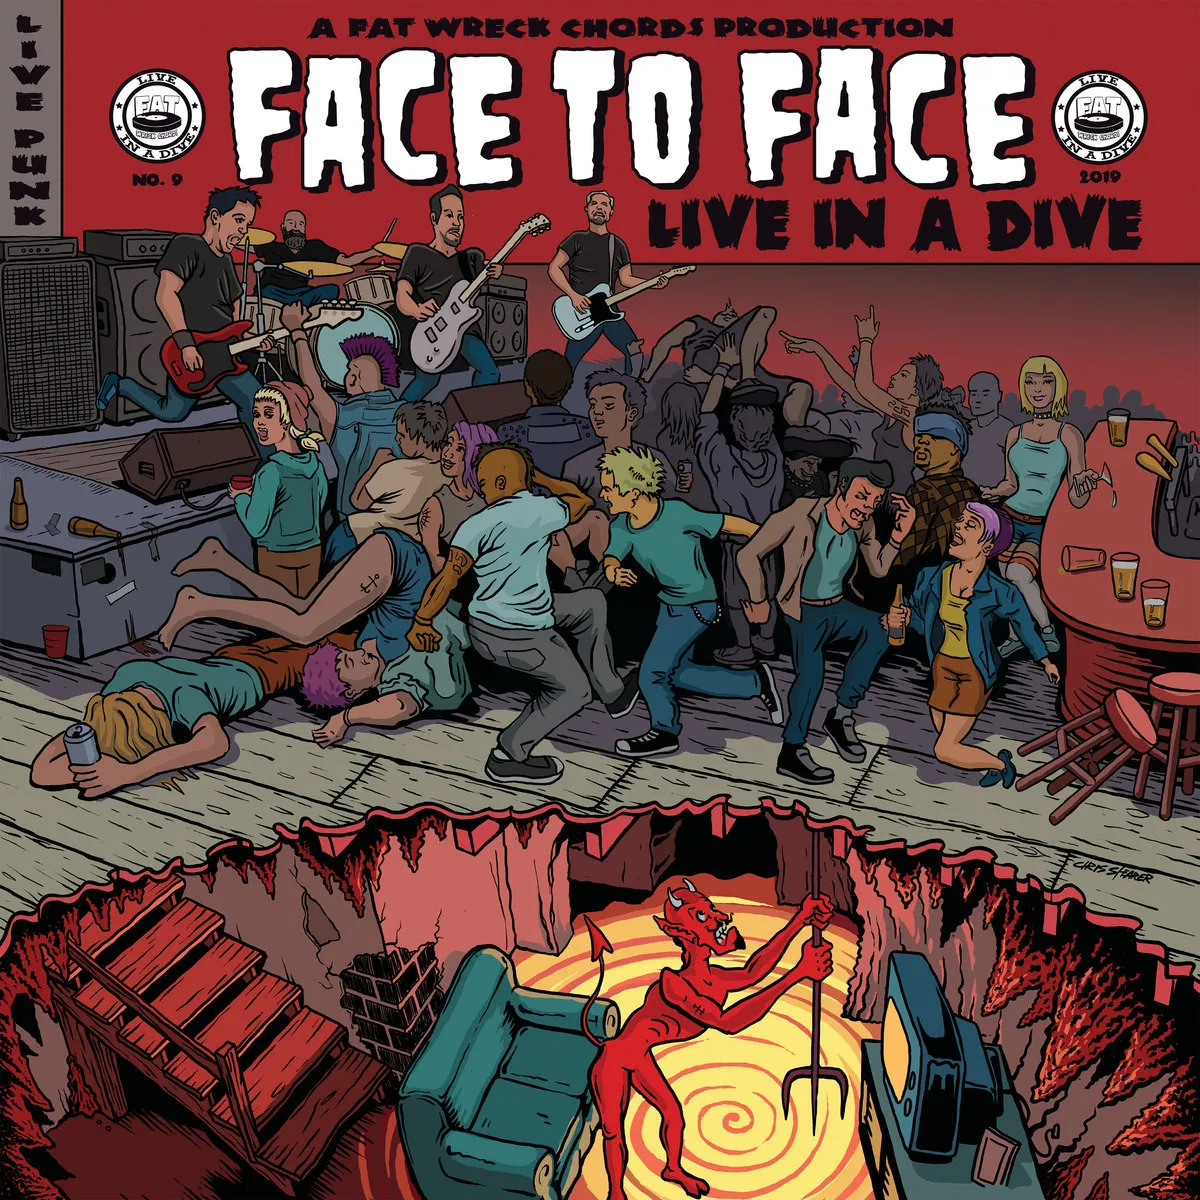 LIVE PUNK
A FAT WRECK CHORDS PRODUCTION
FACE TO FACE
LIVE IN A DIVE
LIVE
FAT
WRECK CHORDS
IN A DIVE
NO. 9
LIVE
FAT
WRECK CHORDS
IN A DIVE
2019
CHRIS SHARER